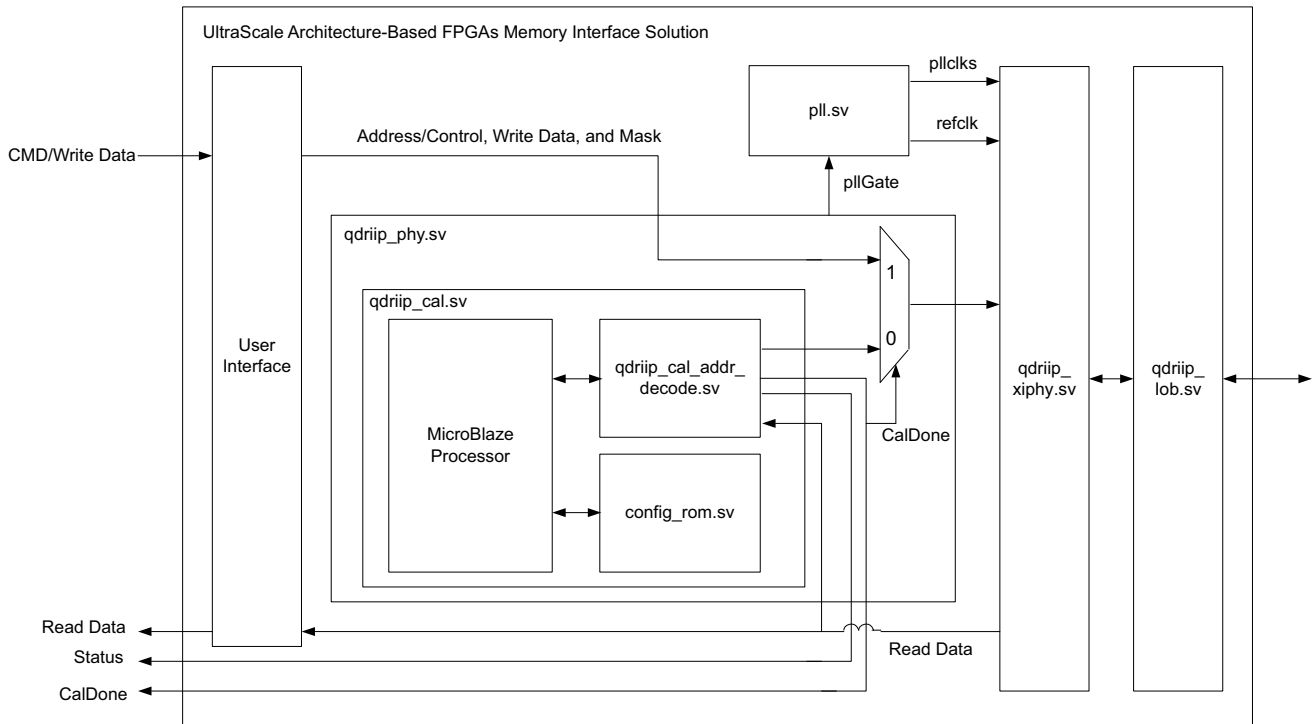 UltraScale Architecture-Based FPGAs Memory Interface Solution
pllclks
pll.sv
refclk
Address/Control, Write Data, and Mask
CMD/Write Data
pllGate
qdriip_phy.sv
1
qdriip_cal.sv
User
Interface
0
qdriip_cal_addr_
decode.sv
qdriip_
xiphy.sv
qdriip_
lob.sv
MicroBlaze
Processor
CalDone
config_rom.sv
Read Data
Read Data
Status
CalDone